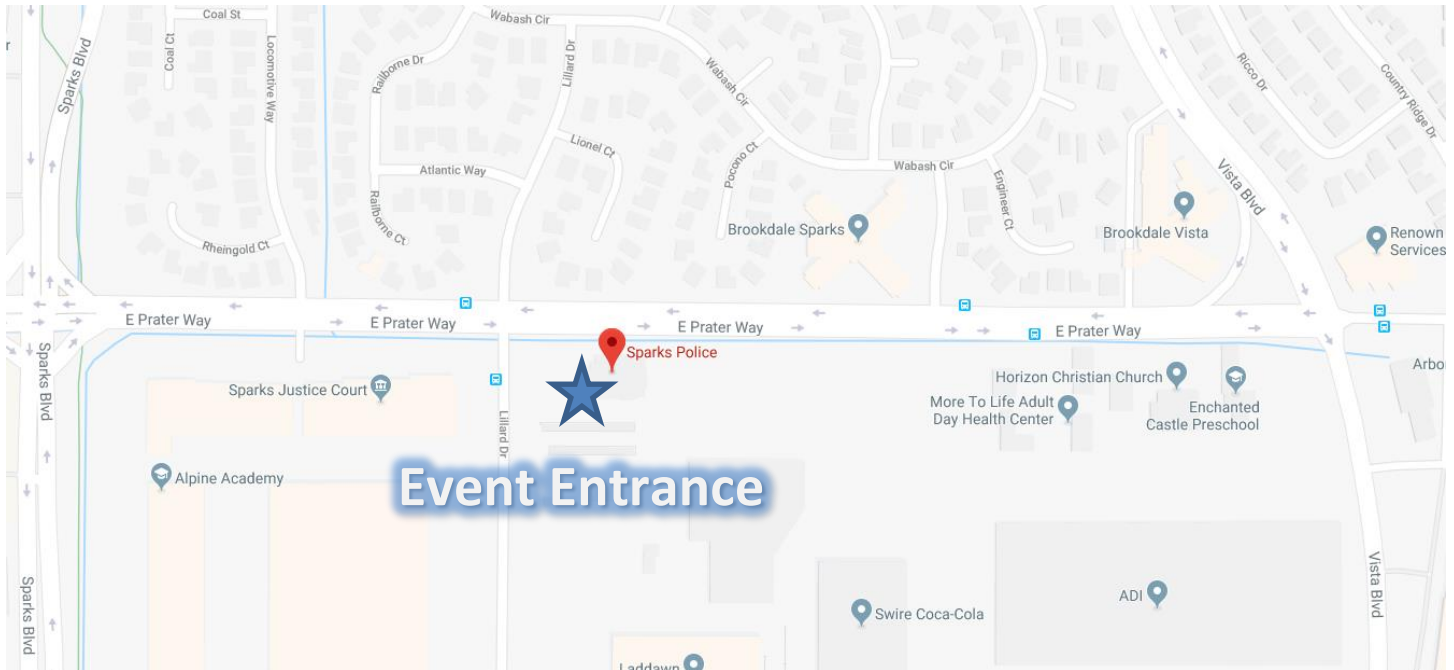 Coal St
Wabash Cir
r
Sparks Blvd
Coal Ct
Locomotive Way
Railborne Dr
Lillard Dr
Wabash Cir
Ricco Dr
Country Ridge Dr
Lionel Ct
Pocono Ct
Atlantic Way
Wabash Cir
Engineer Ct
Vista Blvd
Railborne Ct
Rheingold Ct
Brookdale Sparks
Brookdale Vista
Renown
Services
E Prater Way
E Prater Way
E Prater Way
E Prater Way
Sparks Police
Sparks Blvd
Sparks Justice Court
Horizon Christian Church
More To Life Adult
Day Health Center
Enchanted
Castle Preschool
Arbo
Lillard Dr
Alpine Academy
Event Entrance
Sparks Blvd
Vista Blvd
Swire Coca-Cola
ADI
Laddawn